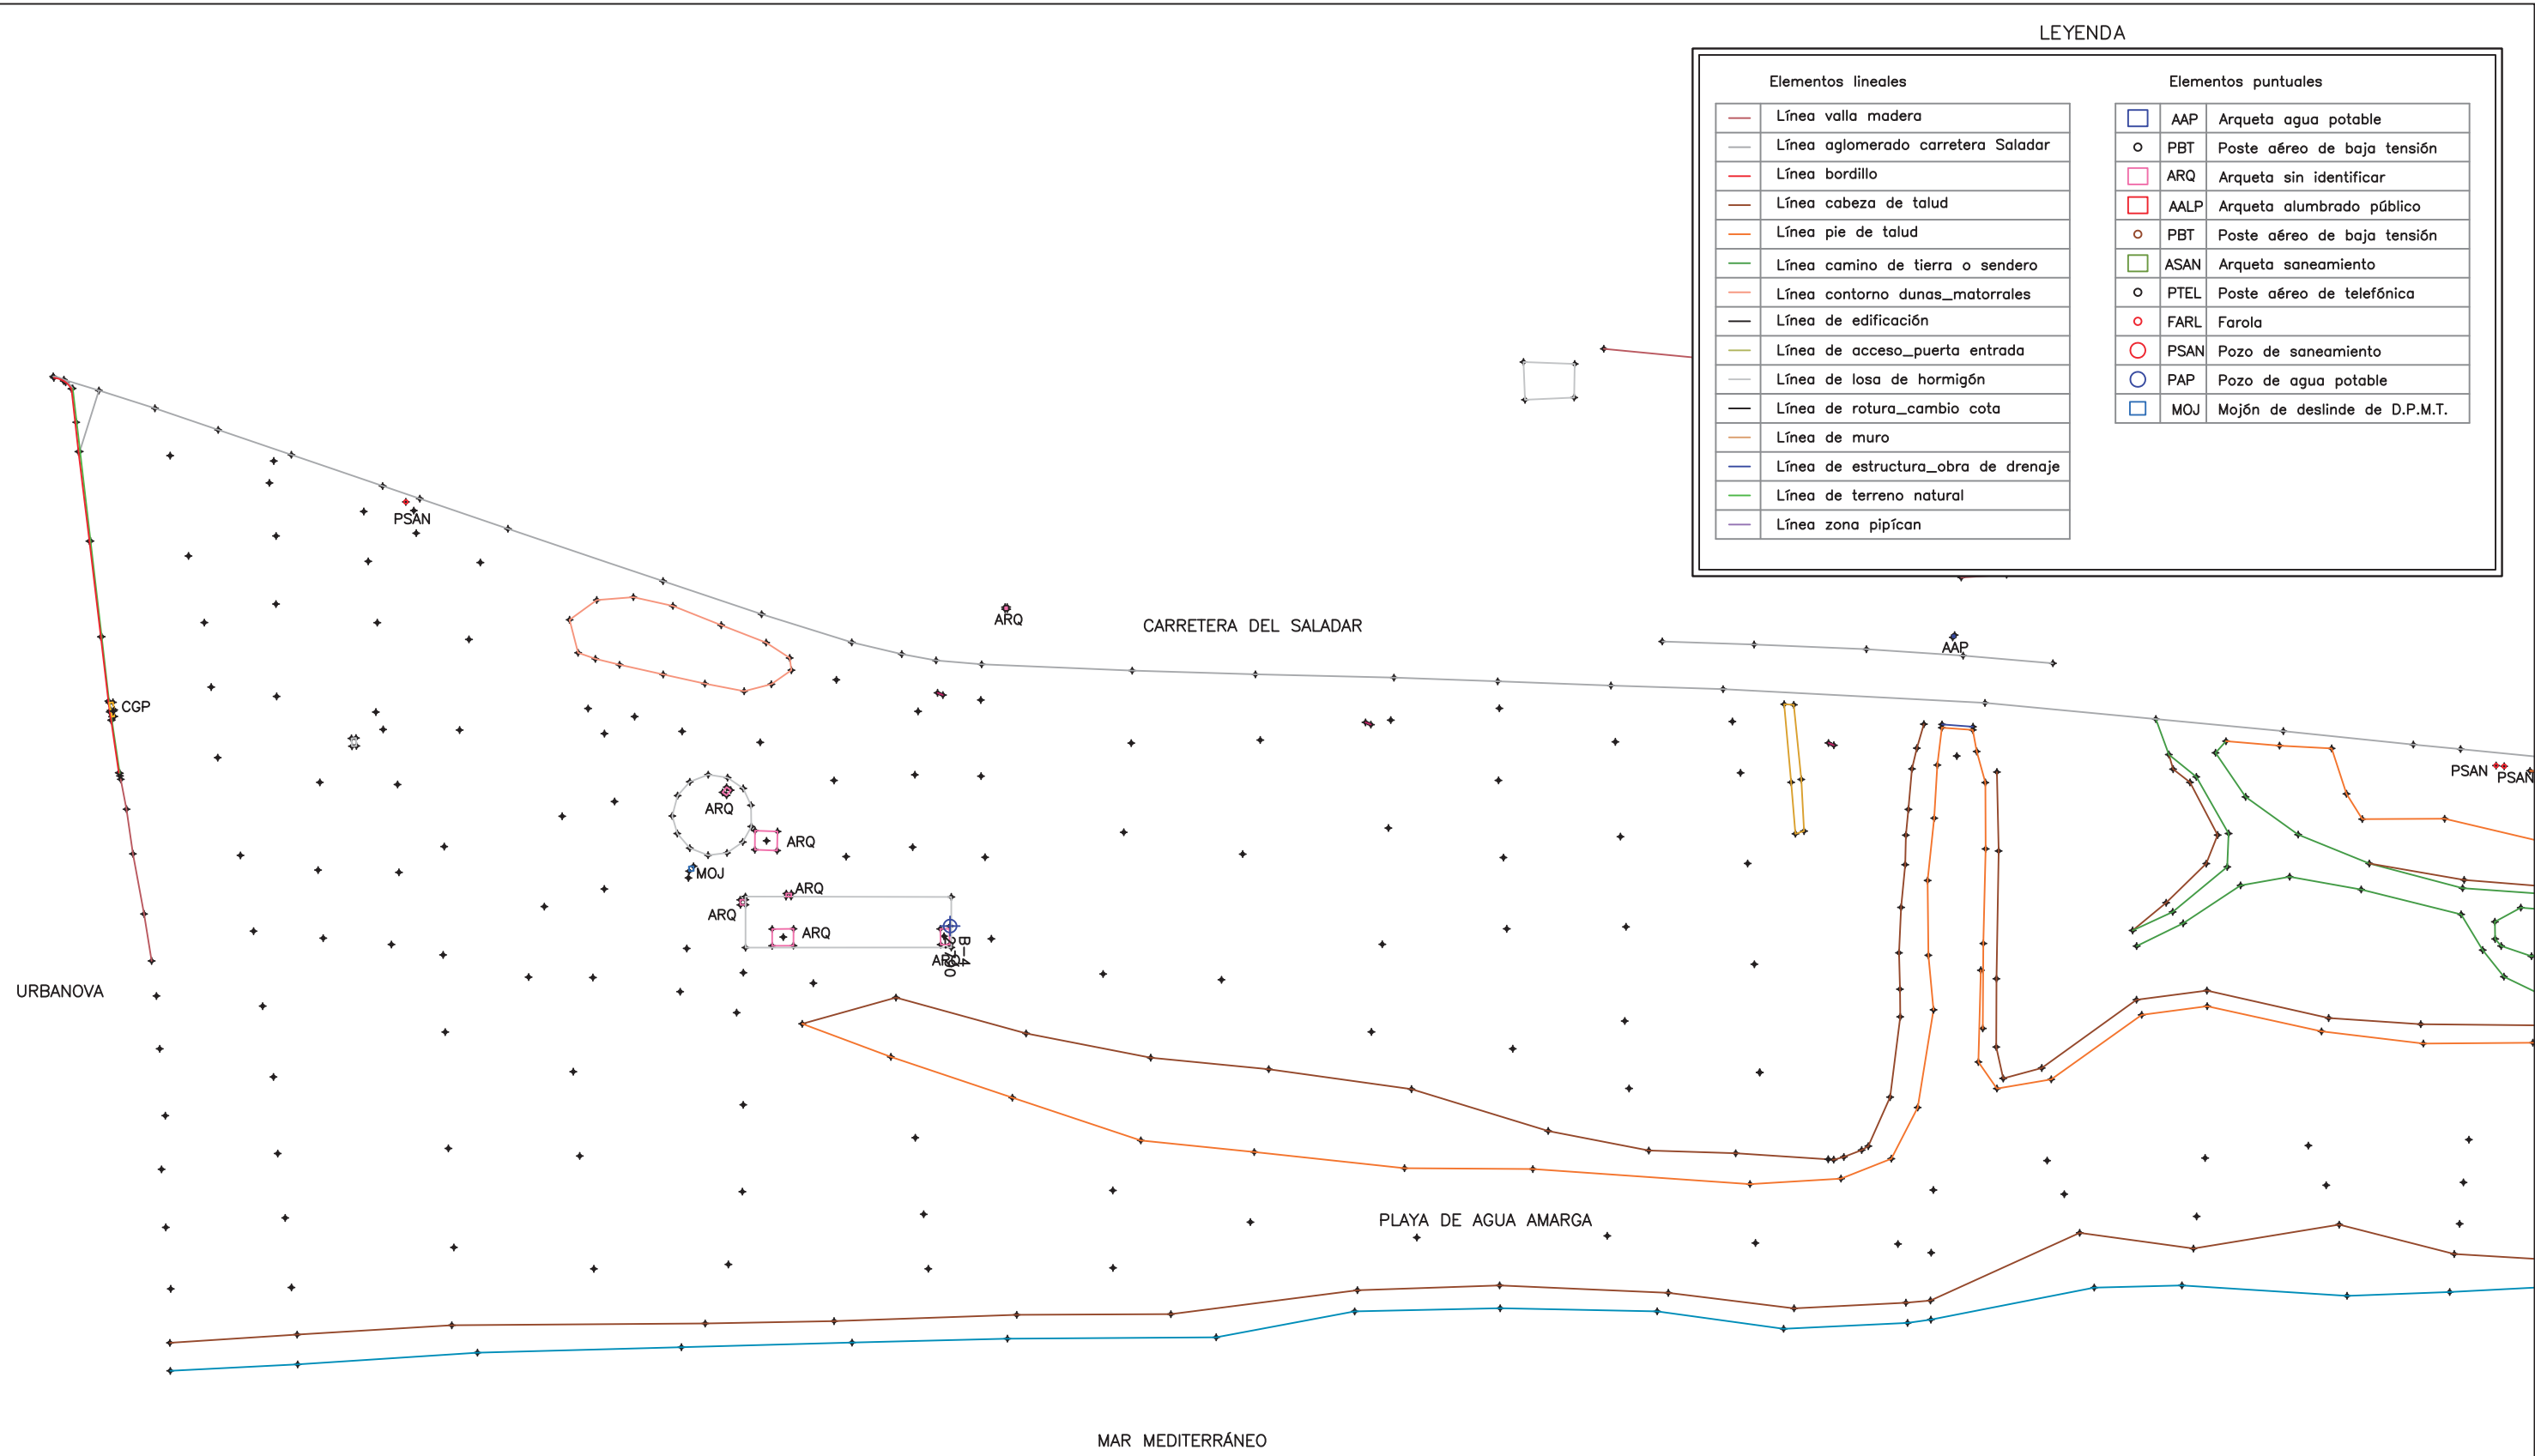 LEYENDA
Elementos lineales
Línea valla madera
Línea aglomerado carretera Saladar
Línea bordillo
Línea cabeza de talud
Línea pie de talud
Línea camino de tierra o sendero
Línea contorno dunas_matorrales
Línea de edificación
Línea de acceso_puerta entrada
Línea de losa de hormigón
Línea de rotura_cambio cota
Línea de muro
Línea de estructura_obra de drenaje
Línea de terreno natural
Línea zona pipícan
Elementos puntuales
AAP Arqueta agua potable
PBT Poste aéreo de baja tensión
ARQ Arqueta sin identificar
AALP Arqueta alumbrado público
PBT Poste aéreo de baja tensión
ASAN Arqueta saneamiento
PTEL Poste aéreo de telefónica
FARL Farola
PSAN Pozo de saneamiento
PAP Pozo de agua potable
MOJ Mojón de deslinde de D.P.M.T.
PSAN
ARQ
CARRETERA DEL SALADAR
AAP
CGP
PSAN
PSAN
ARQ
ARQ
MOJ
ARQ
ARQ
ARQ
B-4
ARQ
URBANOVA
PLAYA DE AGUA AMARGA
MAR MEDITERRÁNEO